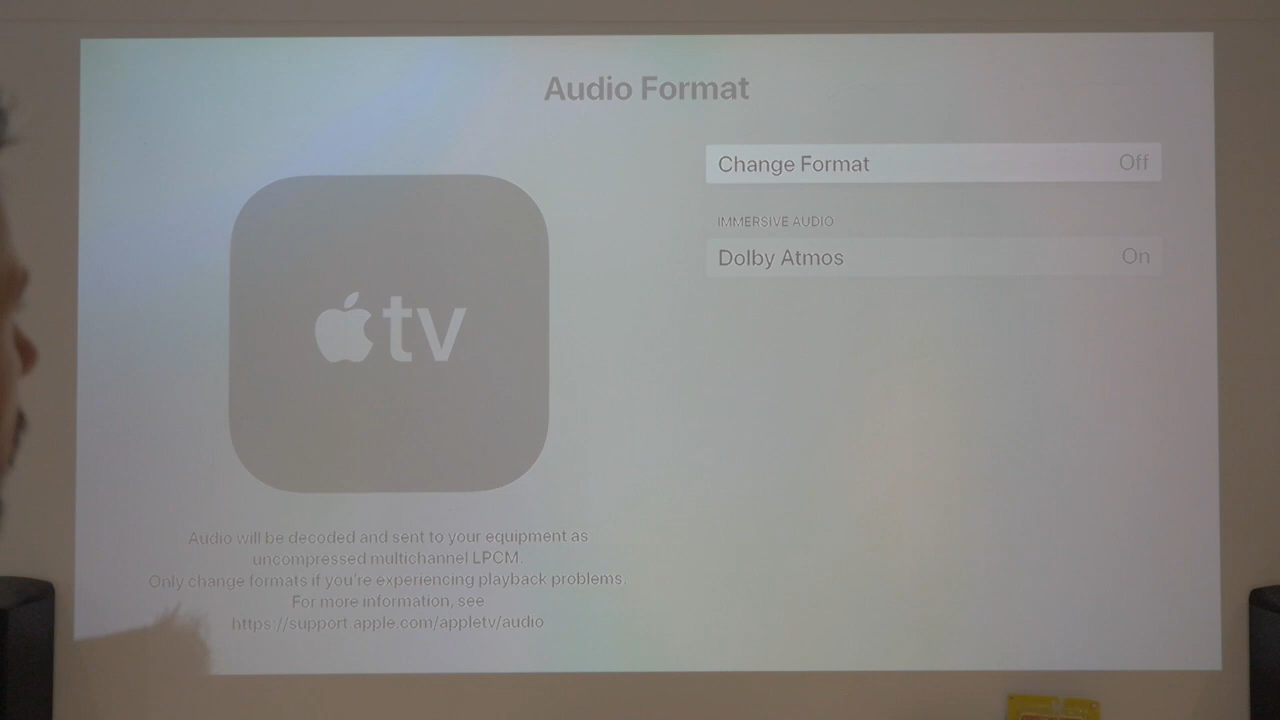 Audio Format
Change Format Off
IMMERSIVE AUDIO
Dolby Atmos On
tv
Audio will be decoded and sent to your equipment as
uncompressed multichannel LPCM.
Only change formats if you're experiencing playback problems.
For more information, see
https://support.apple.com/appletv/audio